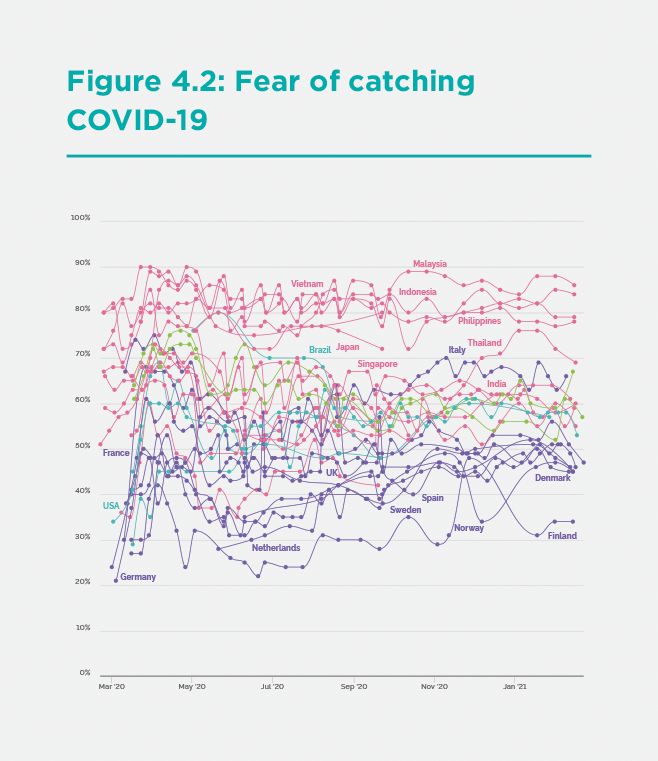 Figure 4.2: Fear of catching
COVID-19
100%
90%
80%
70%
60%
50%
40%
30%
20%
10%
0%
Malaysia
Vietnam
Indonesia
Philippines
Thailand
Brazil
Japan
Italy
Singapore
India
France
UK
Denmark
Spain
USA
Sweden
Norway
Finland
Netherlands
Germany
Mar '20
May '20
Jul '20
Sep '20
Nov '20
Jan '21